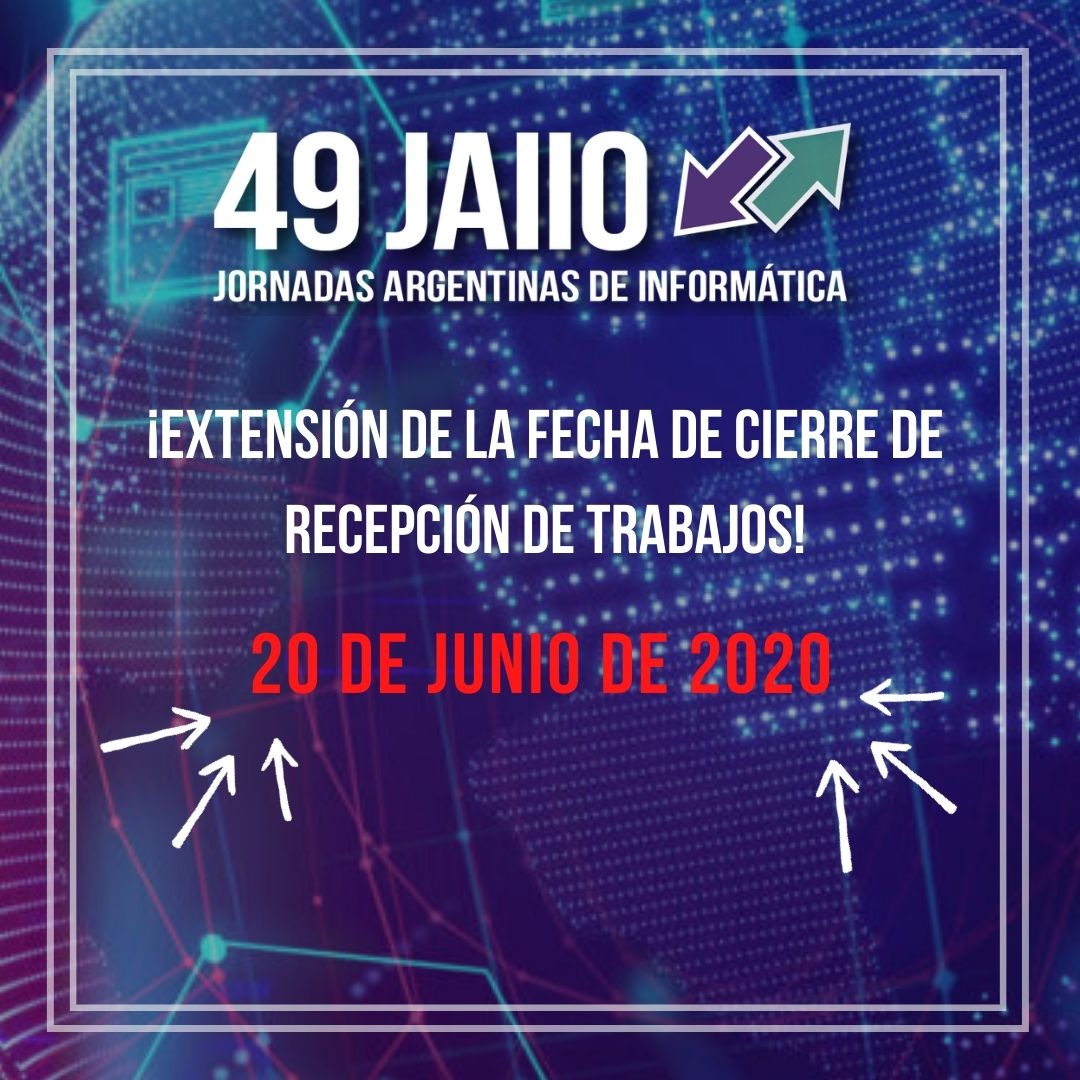 49 JAIIO
JORNADAS ARGENTINAS DE INFORMÁTICA
¡EXTENSIÓN DE LA FECHA DE CIERRE DE
RECEPCIÓN DE TRABAJOS!
20 DE JUNIO DE 2020